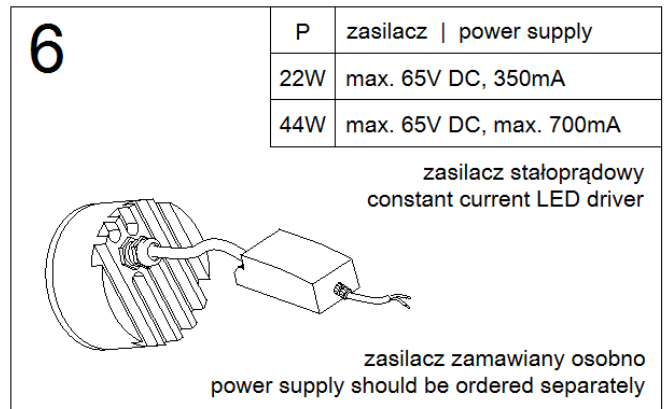 6
P zasilacz | power supply
22W max. 65V DC, 350mA
44W max. 65V DC, max. 700mA
zasilacz stałoprądowy
constant current LED driver
zasilacz zamawiany osobno
power supply should be ordered separately